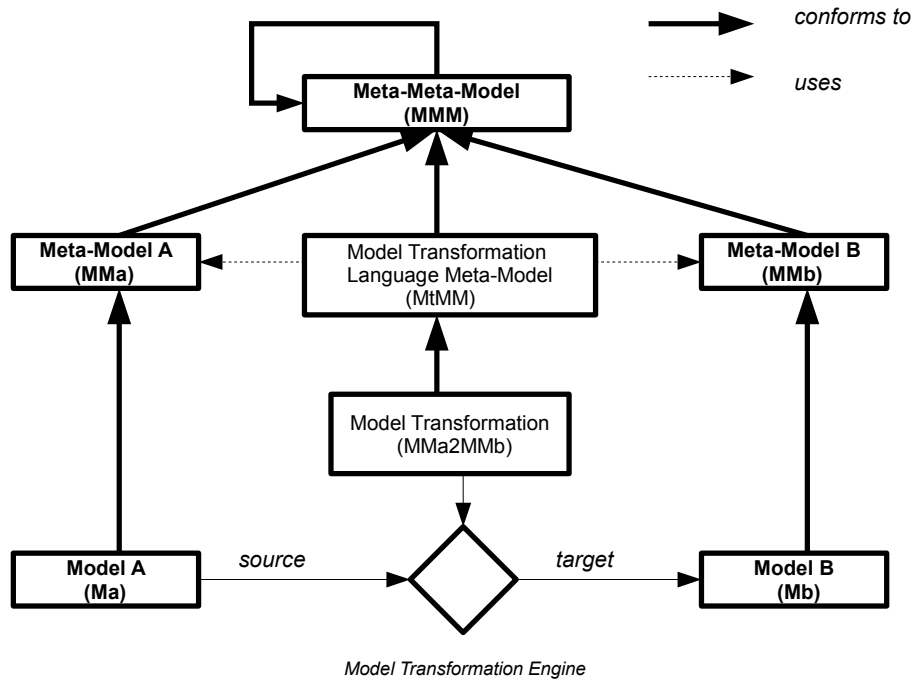 conforms to
uses
Meta-Meta-Model
(MMM)
Meta-Model A
(MMa)
Model Transformation
Language Meta-Model
(MtMM)
Meta-Model B
(MMb)
Model Transformation
(MMa2MMb)
Model A
(Ma)
source
target
Model B
(Mb)
Model Transformation Engine